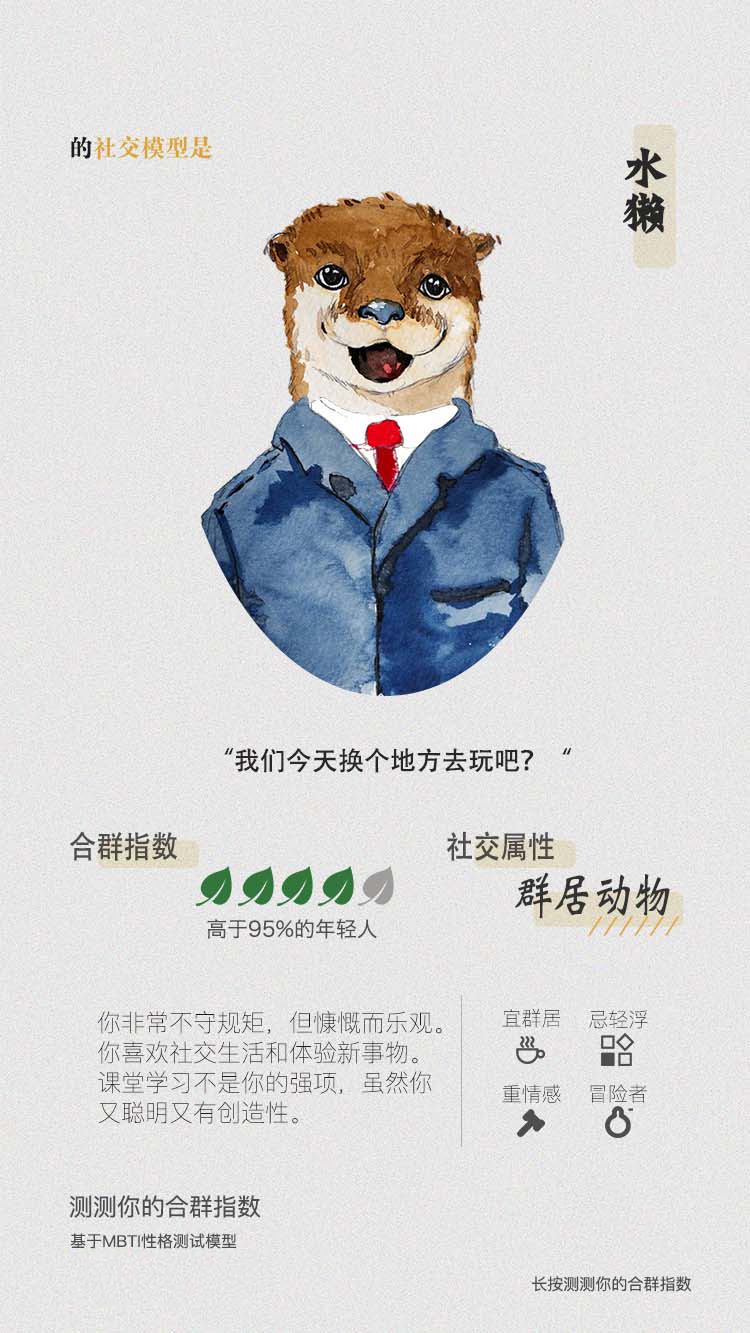 的社交模型是
水獭
“我们今天换个地方去玩吧？“
合群指数
高于95%的年轻人
社交属性
群居动物
你非常不守规矩，但慷慨而乐观。
你喜欢社交生活和体验新事物。
课堂学习不是你的强项，虽然你
又聪明又有创造性。
宜群居 忌轻浮
重情感 冒险者
测测你的合群指数
基于MBTI性格测试模型
长按测测你的合群指数